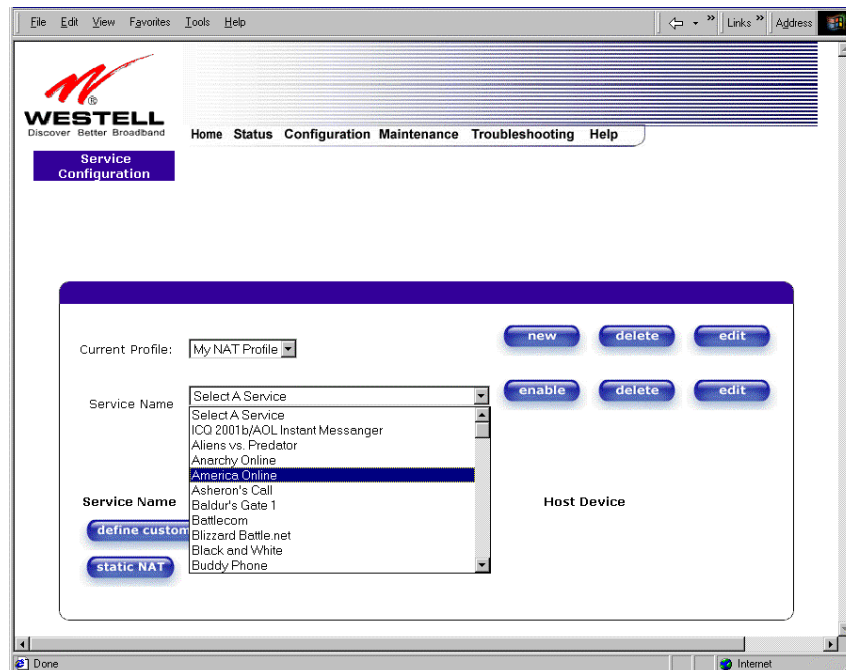 File Edit View Favorites Tools Help
» Links » Address
®
WESTELL
Discover Better Broadband
Home Status Configuration Maintenance Troubleshooting Help
Service
Configuration
Current Profile: My NAT Profile new delete edit
Service Name Select A Service enable delete edit
Select A Service
ICQ 2001b/AOL Instant Messanger
Aliens vs. Predator
Anarchy Online
America Online
Asheron's Call
Baldur's Gate 1
Battlecom
Blizzard Battle.net
Black and White
Buddy Phone
Service Name Host Device
define custom
static NAT
Done Internet